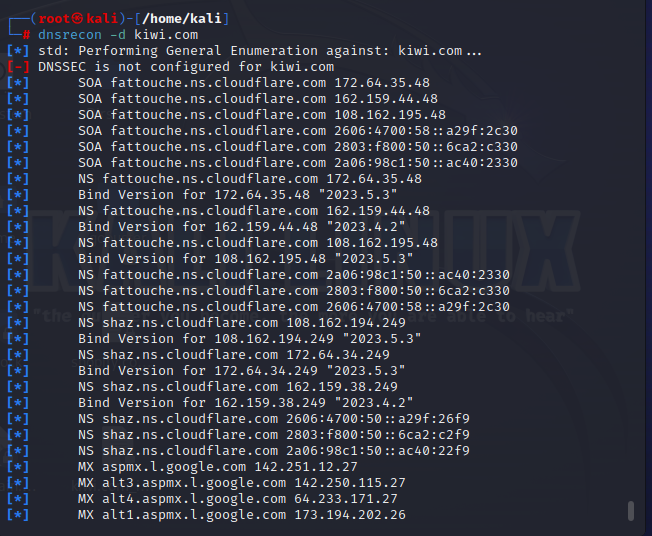 ┌──(root㉿kali)-[/home/kali]
└─# dnsrecon -d kiwi.com
[*] std: Performing General Enumeration against: kiwi.com...
[-] DNSSEC is not configured for kiwi.com
[*] SOA fattouche.ns.cloudflare.com 172.64.35.48
[*] SOA fattouche.ns.cloudflare.com 162.159.44.48
[*] SOA fattouche.ns.cloudflare.com 108.162.195.48
[*] SOA fattouche.ns.cloudflare.com 2606:4700:58::a29f:2c30
[*] SOA fattouche.ns.cloudflare.com 2803:f800:50::6ca2:c330
[*] SOA fattouche.ns.cloudflare.com 2a06:98c1:50::ac40:2330
[*] NS fattouche.ns.cloudflare.com 172.64.35.48
[*] Bind Version for 172.64.35.48 "2023.5.3"
[*] NS fattouche.ns.cloudflare.com 162.159.44.48
[*] Bind Version for 162.159.44.48 "2023.4.2"
[*] NS fattouche.ns.cloudflare.com 108.162.195.48
[*] Bind Version for 108.162.195.48 "2023.5.3"
[*] NS fattouche.ns.cloudflare.com 2a06:98c1:50::ac40:2330
[*] NS fattouche.ns.cloudflare.com 2803:f800:50::6ca2:c330
[*] NS fattouche.ns.cloudflare.com 2606:4700:58::a29f:2c30
[*] NS shaz.ns.cloudflare.com 108.162.194.249
[*] Bind Version for 108.162.194.249 "2023.5.3"
[*] NS shaz.ns.cloudflare.com 172.64.34.249
[*] Bind Version for 172.64.34.249 "2023.5.3"
[*] NS shaz.ns.cloudflare.com 162.159.38.249
[*] Bind Version for 162.159.38.249 "2023.4.2"
[*] NS shaz.ns.cloudflare.com 2606:4700:50::a29f:26f9
[*] NS shaz.ns.cloudflare.com 2803:f800:50::6ca2:c2f9
[*] NS shaz.ns.cloudflare.com 2a06:98c1:50::ac40:22f9
[*] MX aspmx.l.google.com 142.251.12.27
[*] MX alt3.aspmx.l.google.com 142.250.115.27
[*] MX alt4.aspmx.l.google.com 64.233.171.27
[*] MX alt1.aspmx.l.google.com 173.194.202.26